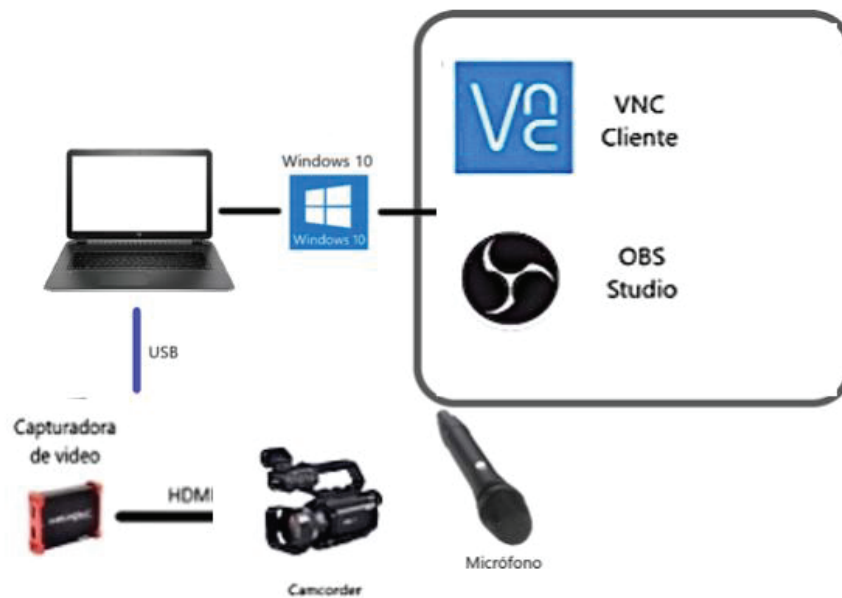 VNC
Cliente
Windows 10
Windows 10
OBS
Studio
USB
Capturadora
de video
HDMI
Micrófono
Camcorder